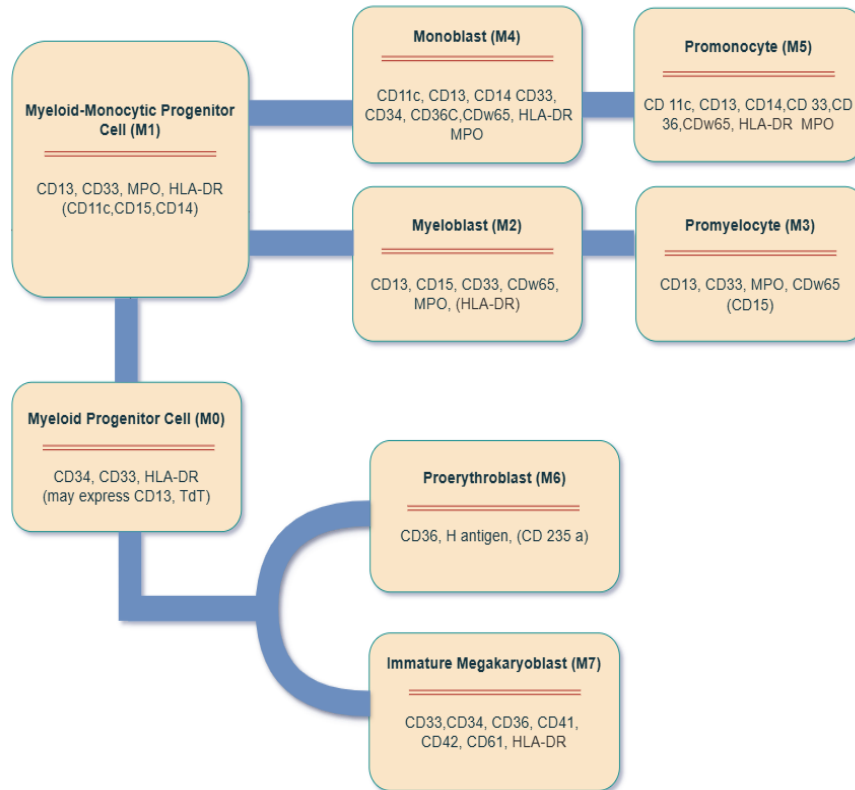 Myeloid-Monocytic Progenitor
Cell (M1)
CD13, CD33, MPO, HLA-DR
(CD11c,CD15,CD14)
Monoblast (M4)
CD11c, CD13, CD14 CD33,
CD34, CD36C,CDw65, HLA-DR
MPO
Promonocyte (M5)
CD 11c, CD13, CD14,CD 33,CD
36,CDw65, HLA-DR MPO
Myeloblast (M2)
CD13, CD15, CD33, CDw65,
MPO, (HLA-DR)
Promyelocyte (M3)
CD13, CD33, MPO, CDw65
(CD15)
Myeloid Progenitor Cell (M0)
CD34, CD33, HLA-DR
(may express CD13, TdT)
Proerythroblast (M6)
CD36, H antigen, (CD 235 a)
Immature Megakaryoblast (M7)
CD33,CD34, CD36, CD41,
CD42, CD61, HLA-DR